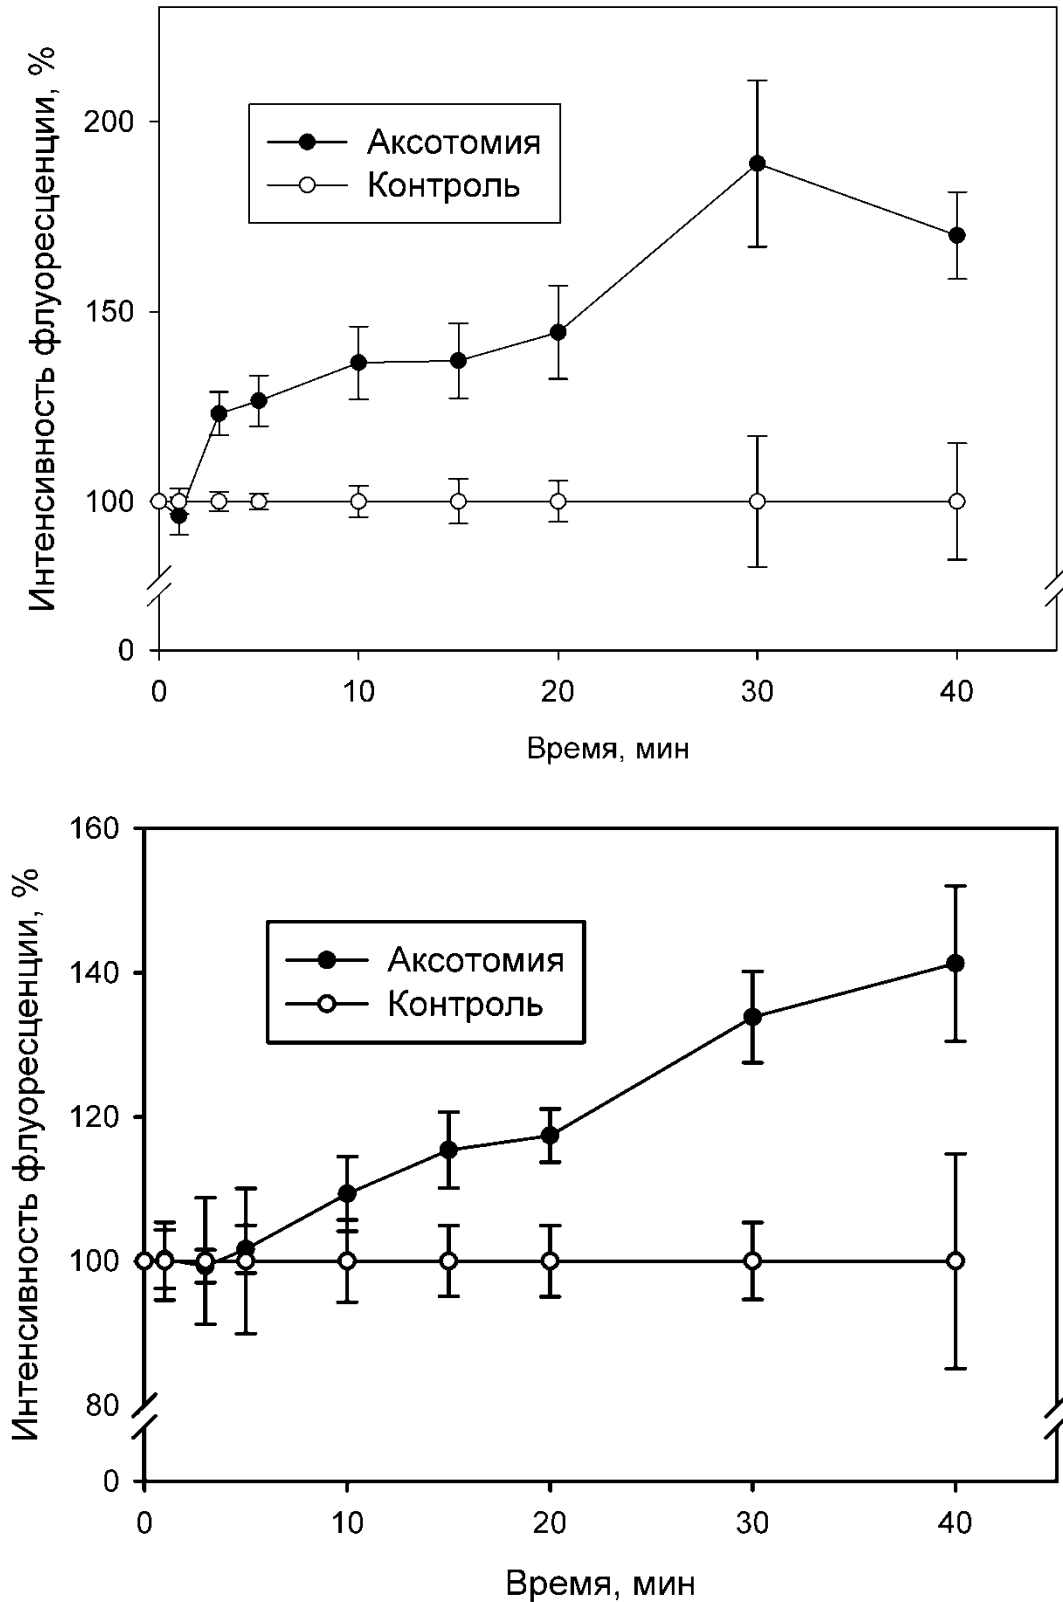 Интенсивность флуоресценции, %
200
150
100
0
Аксотомия
Контроль
0 10 20 30 40
Время, мин
Интенсивность флуоресценции, %
160
140
120
100
80
0
Аксотомия
Контроль
0 10 20 30 40
Время, мин